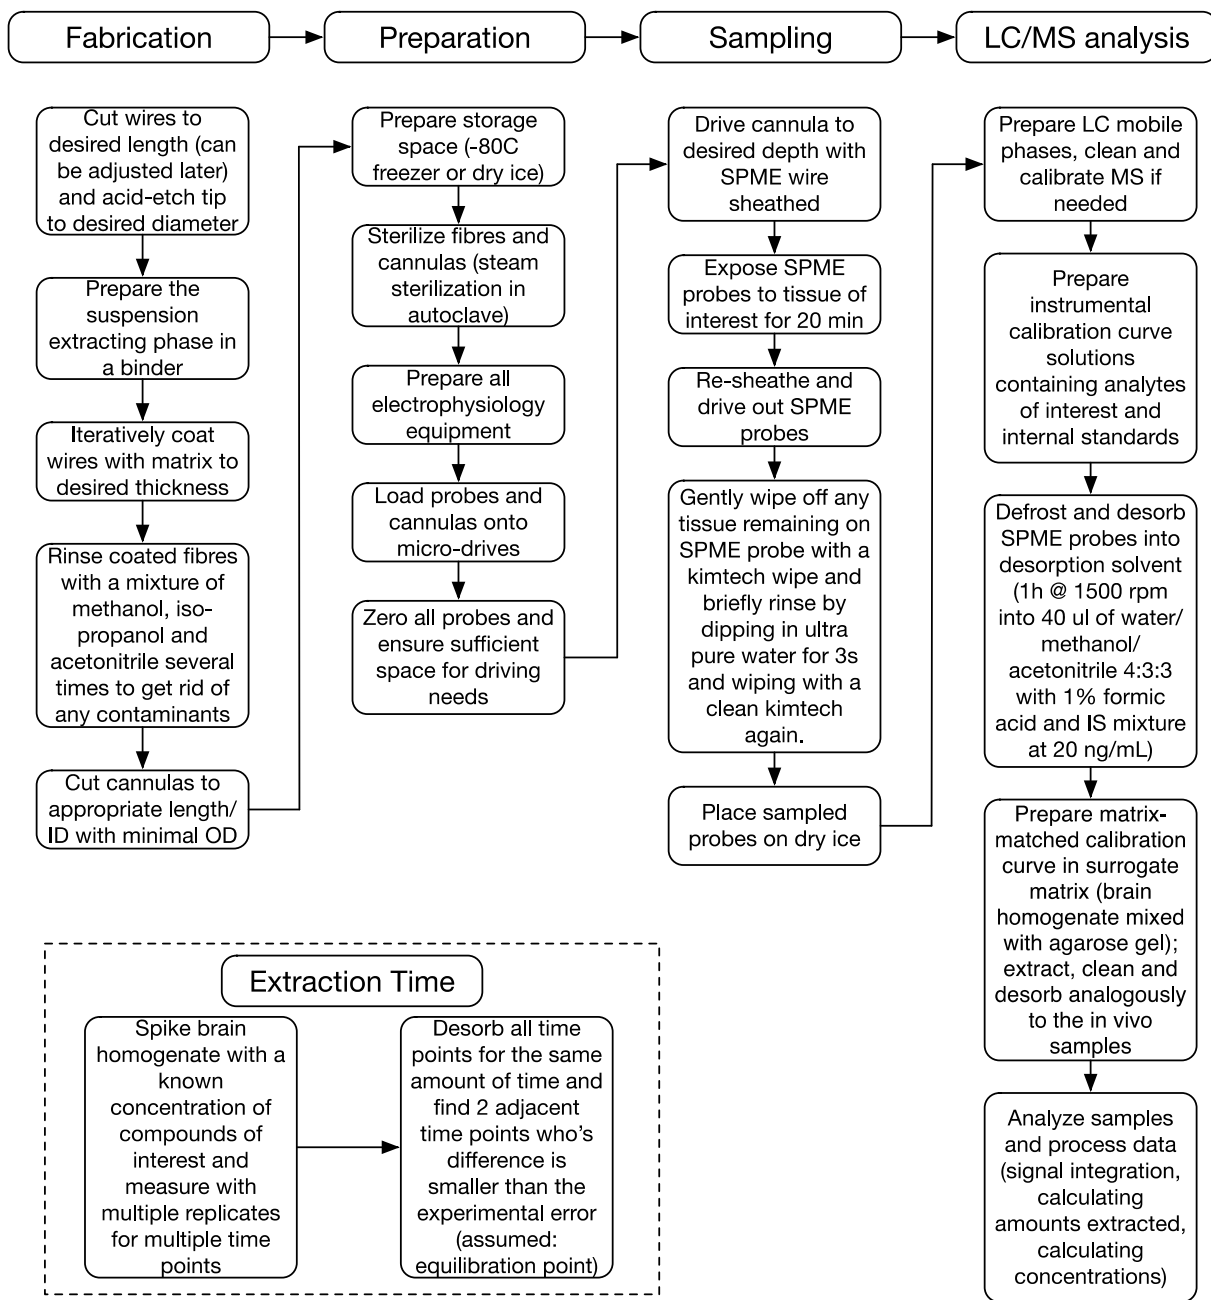 Fabrication
Preparation
Sampling
LC/MS analysis
Cut wires to
desired length (can
be adjusted later)
and acid-etch tip
to desired diameter
Prepare the
suspension
extracting phase in
a binder
Iteratively coat
wires with matrix to
desired thickness
Rinse coated fibres
with a mixture of
methanol, iso-
propanol and
acetonitrile several
times to get rid of
any contaminants
Cut cannulas to
appropriate length/
ID with minimal OD
Prepare storage
space (-80C
freezer or dry ice)
Sterilize fibres and
cannulas (steam
sterilization in
autoclave)
Prepare all
electrophysiology
equipment
Load probes and
cannulas onto
micro-drives
Zero all probes and
ensure sufficient
space for driving
needs
Drive cannula to
desired depth with
SPME wire
sheathed
Expose SPME
probes to tissue of
interest for 20 min
Re-sheathe and
drive out SPME
probes
Gently wipe off any
tissue remaining on
SPME probe with a
kimtech wipe and
briefly rinse by
dipping in ultra
pure water for 3s
and wiping with a
clean kimtech
again.
Place sampled
probes on dry ice
Prepare LC mobile
phases, clean and
calibrate MS if
needed
Prepare
instrumental
calibration curve
solutions
containing analytes
of interest and
internal standards
Defrost and desorb
SPME probes into
desorption solvent
(1h @ 1500 rpm
into 40 ul of water/
methanol/
acetonitrile 4:3:3
with 1% formic
acid and IS mixture
at 20 ng/mL)
Prepare matrix-
matched calibration
curve in surrogate
matrix (brain
homogenate mixed
with agarose gel);
extract, clean and
desorb analogously
to the in vivo
samples
Analyze samples
and process data
(signal integration,
calculating
amounts extracted,
calculating
concentrations)
Extraction Time
Spike brain
homogenate with a
known
concentration of
compounds of
interest and
measure with
multiple replicates
for multiple time
points
Desorb all time
points for the same
amount of time and
find 2 adjacent
time points who's
difference is
smaller than the
experimental error
(assumed:
equilibration point)